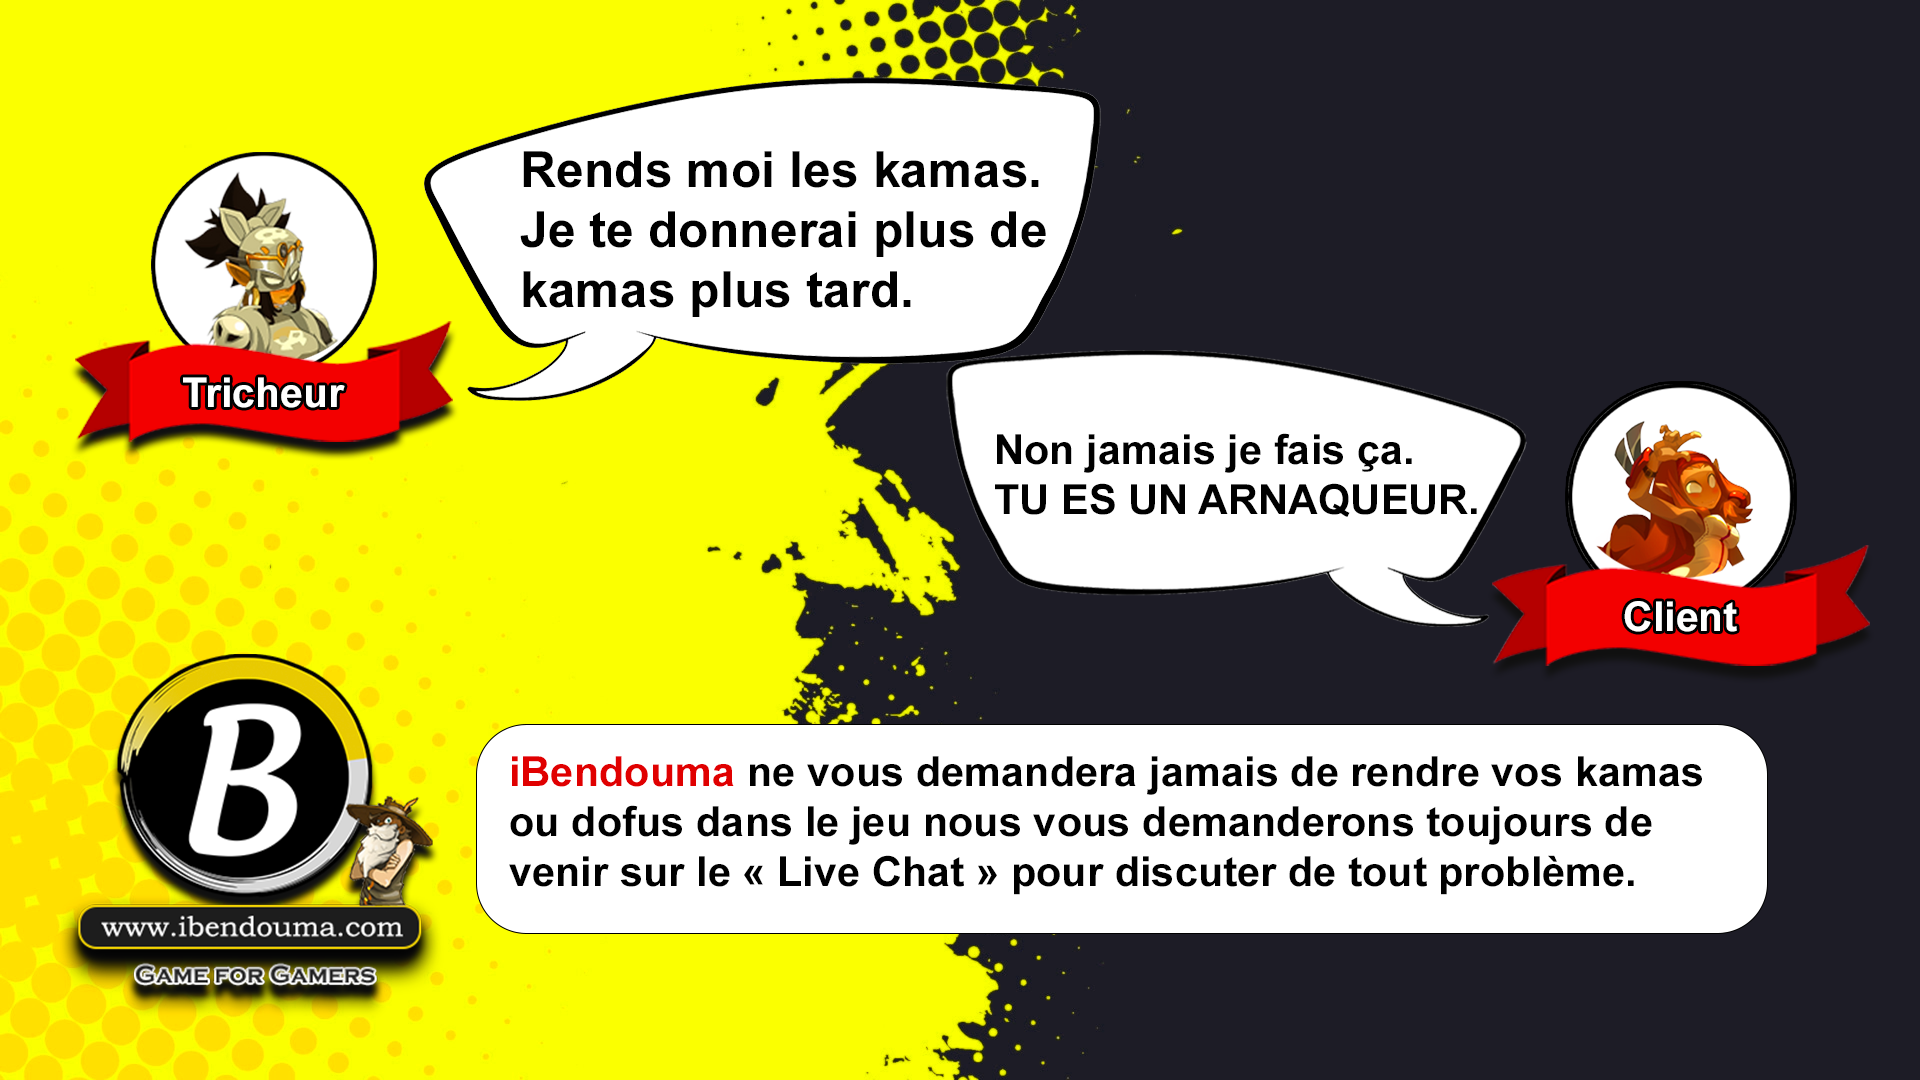 Rends moi les kamas.
Je te donnerai plus de
kamas plus tard.
Tricheur
Non jamais je fais ça.
TU ES UN ARNAQUEUR.
Client
B
iBendouma ne vous demandera jamais de rendre vos kamas
ou dofus dans le jeu nous vous demanderons toujours de
venir sur le « Live Chat » pour discuter de tout problème.
www.ibendouma.com
GAME FOR GAMERS